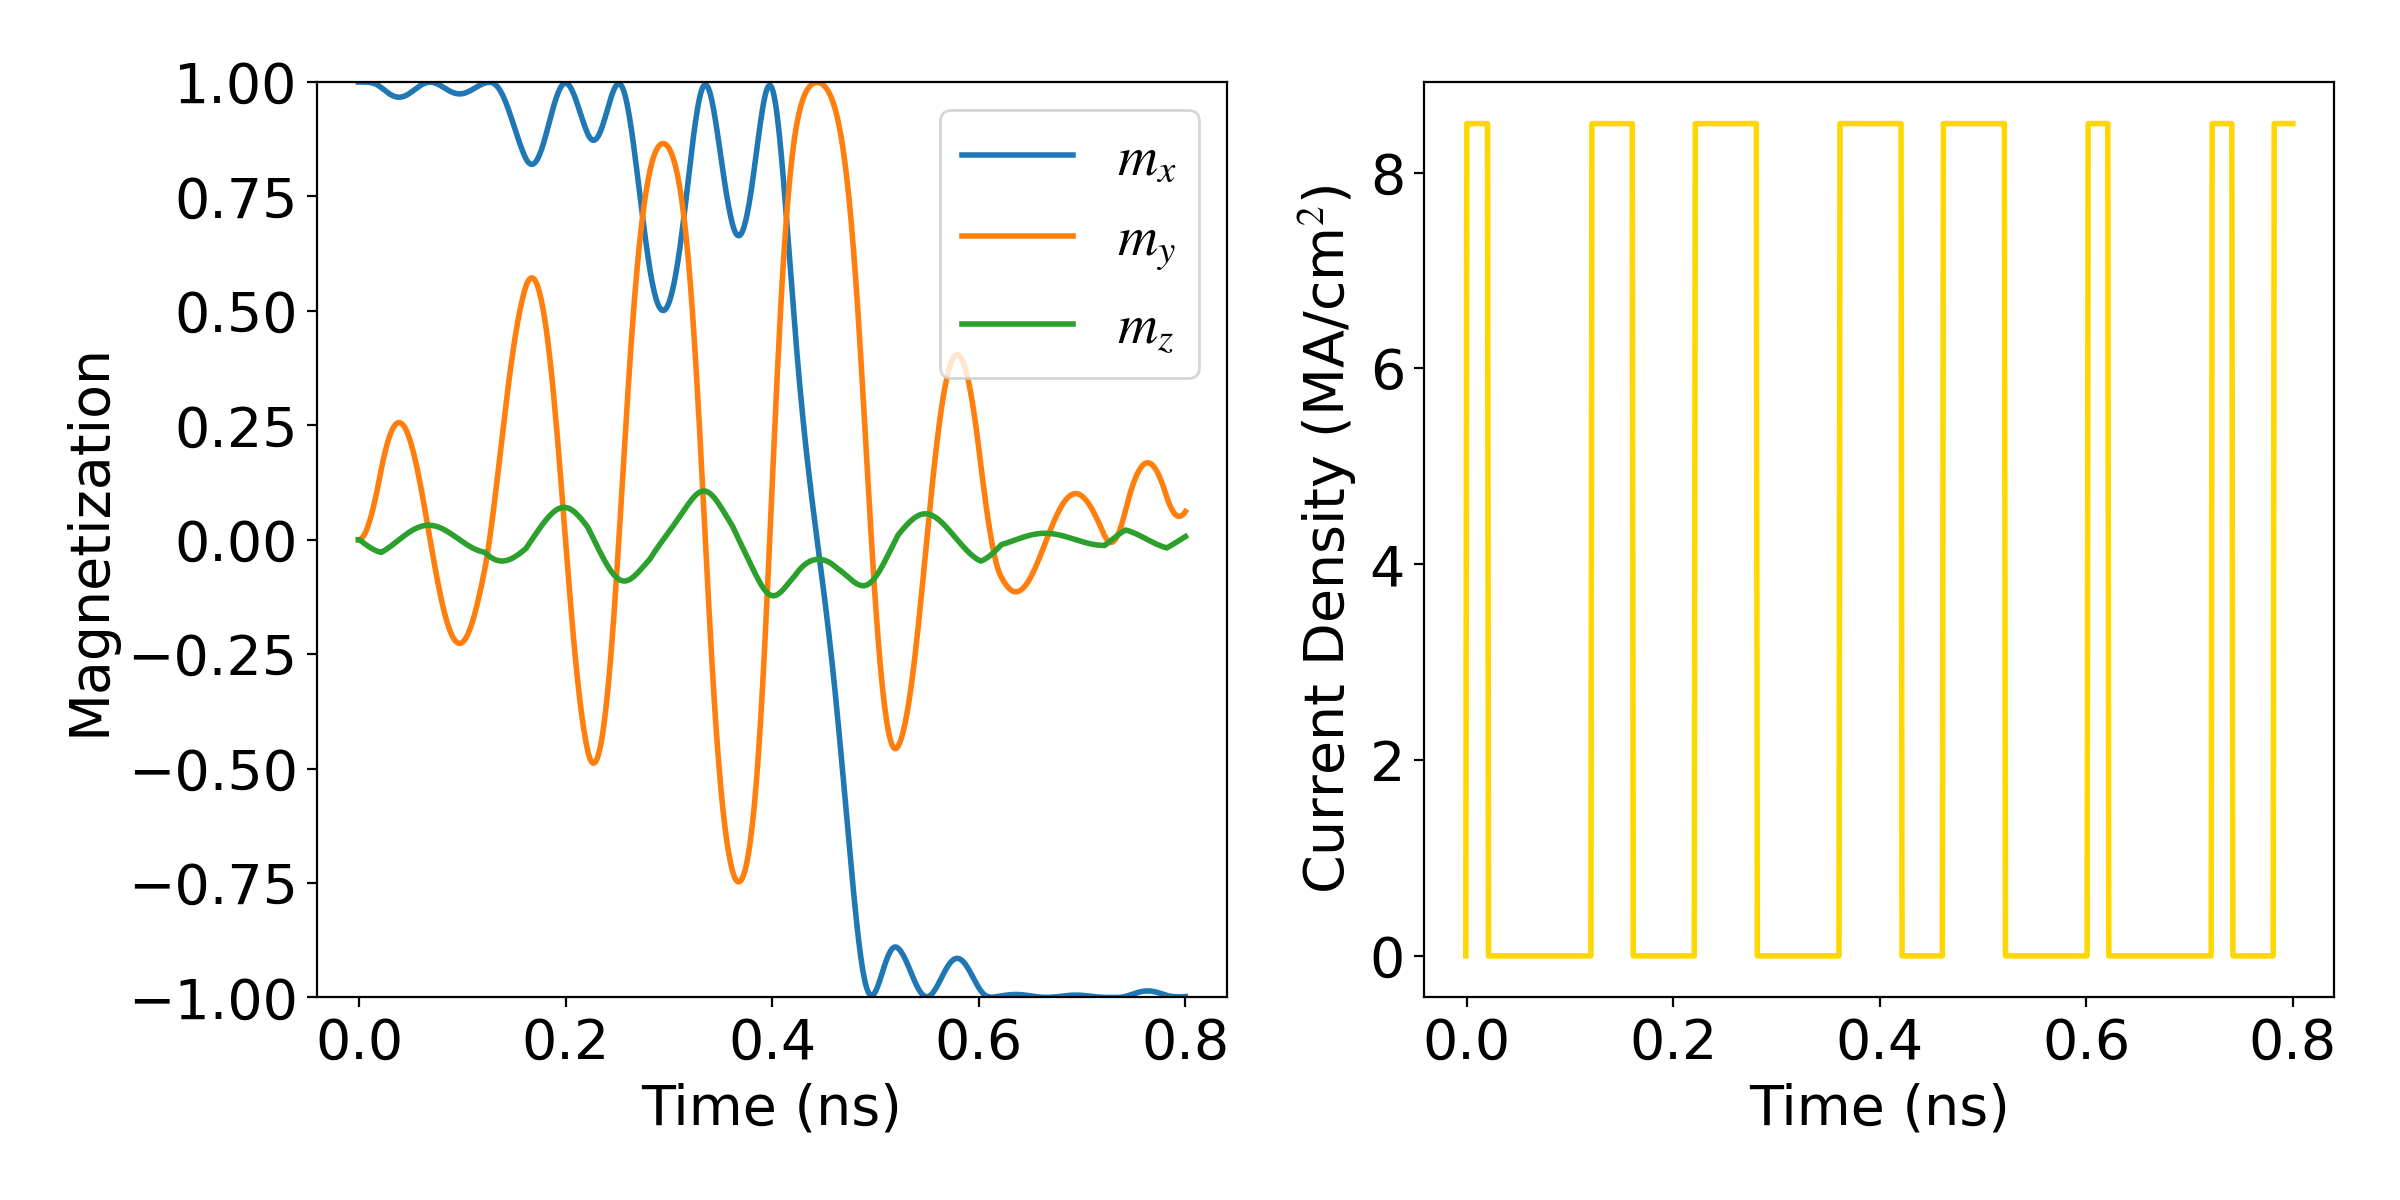 1.00
0.75
0.50
0.25
0.00
−0.25
−0.50
−0.75
−1.00
Magnetization
0.0 0.2 0.4 0.6 0.8
Time (ns)
m_x
m_y
m_z
8
6
4
2
0
Current Density (MA/cm²)
0.0 0.2 0.4 0.6 0.8
Time (ns)